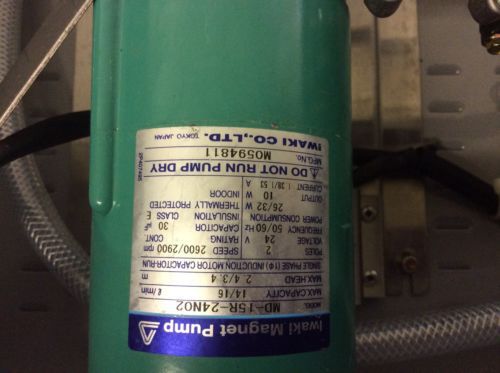 Iwaki Magnet Pump
MODEL MD-15R-24N02
MAX.CAPACITY 14/16 ℓ/min
MAX.HEAD 2.4/3.4 m
SINGLE PHASE (1Φ) INDUCTION MOTOR CAPACITOR-RUN
POLES 2 SPEED 2600/2900 rpm
VOLTAGE 24 V RATING CONT.
FREQUENCY 50/60 Hz CAPACITOR 30 μF
POWER CONSUMPTION 26/32 W INSULATION CLASS E
OUTPUT 10 W THERMALLY PROTECTED
CURRENT 1.38/1.53 A INDOOR
⚠ DO NOT RUN PUMP DRY
MFG.No. M0594811
IWAKI CO.,LTD. TOKYO JAPAN